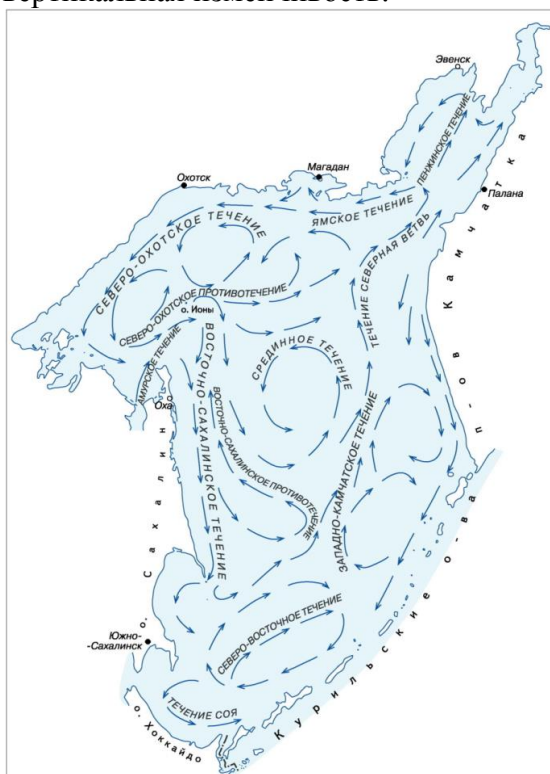 вертикальная изменчивость.
Эвенск
Магадан
Охотск
Палана
ПЕНЖИНСКОЕ ТЕЧЕНИЕ
ЯМСКОЕ ТЕЧЕНИЕ
СЕВЕРО-ОХОТСКОЕ ТЕЧЕНИЕ
ТЕЧЕНИЕ СЕВЕРНАЯ ВЕТВЬ
п-ов Камчатка
СЕВЕРО-ОХОТСКОЕ ПРОТИВОТЕЧЕНИЕ
о. Ионы
АМУРСКОЕ ТЕЧЕНИЕ
СРЕДИННОЕ ТЕЧЕНИЕ
ВОСТОЧНО-САХАЛИНСКОЕ ТЕЧЕНИЕ
ВОСТОЧНО-САХАЛИНСКОЕ ПРОТИВОТЕЧЕНИЕ
Оха
ЗАПАДНО-КАМЧАТСКОЕ ТЕЧЕНИЕ
о. Сахалин
СЕВЕРО-ВОСТОЧНОЕ ТЕЧЕНИЕ
Южно-
-Сахалинск
Курильские о-ва
ТЕЧЕНИЕ СОЯ
о. Хоккайдо